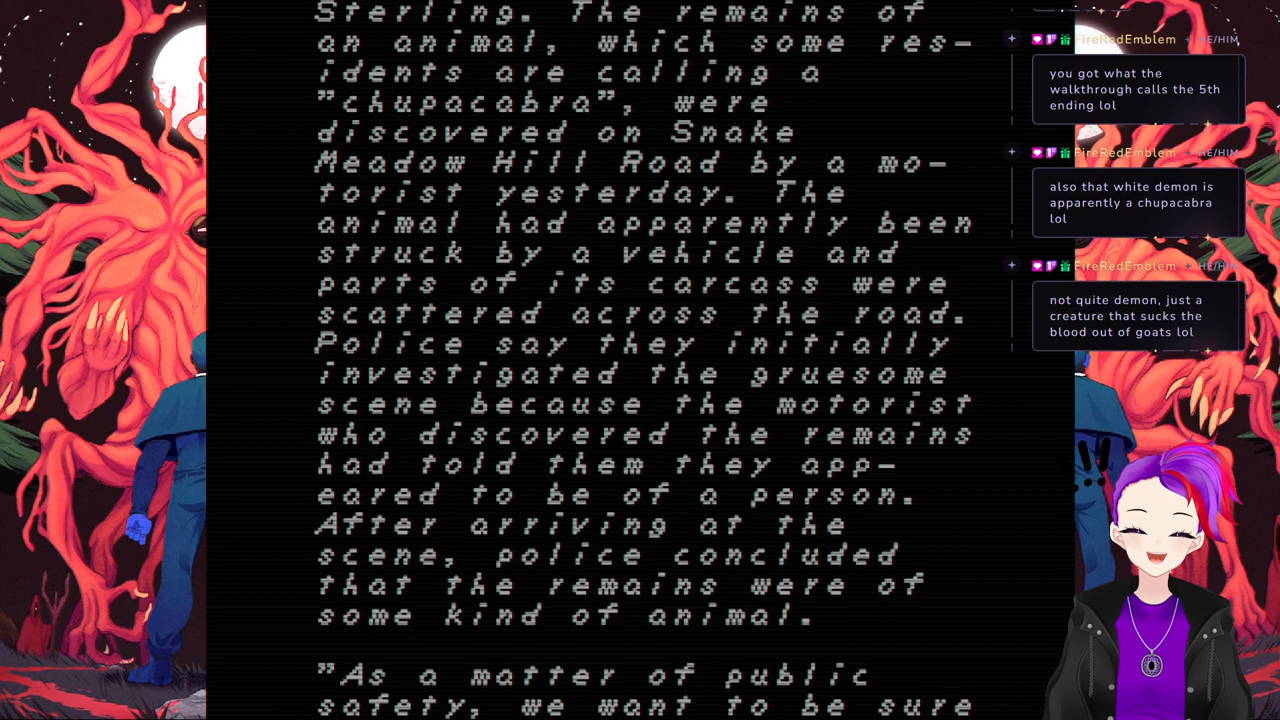 Sterling. The remains of
an animal, which some res-
idents are calling a
"chupacabra", were
discovered on Snake
Meadow Hill Road by a mo-
torist yesterday. The
animal had apparently been
struck by a vehicle and
parts of its carcass were
scattered across the road.
Police say they initially
investigated the gruesome
scene because the motorist
who discovered the remains
had told them they app-
eared to be of a person.
After arriving at the
scene, police concluded
that the remains were of
some kind of animal.
"As a matter of public
safety, we want to be sure
FireRedEmblem HE/HIM
you got what the
walkthrough calls the 5th
ending lol
FireRedEmblem HE/HIM
also that white demon is
apparently a chupacabra
lol
FireRedEmblem HE/HIM
not quite demon, just a
creature that sucks the
blood out of goats lol